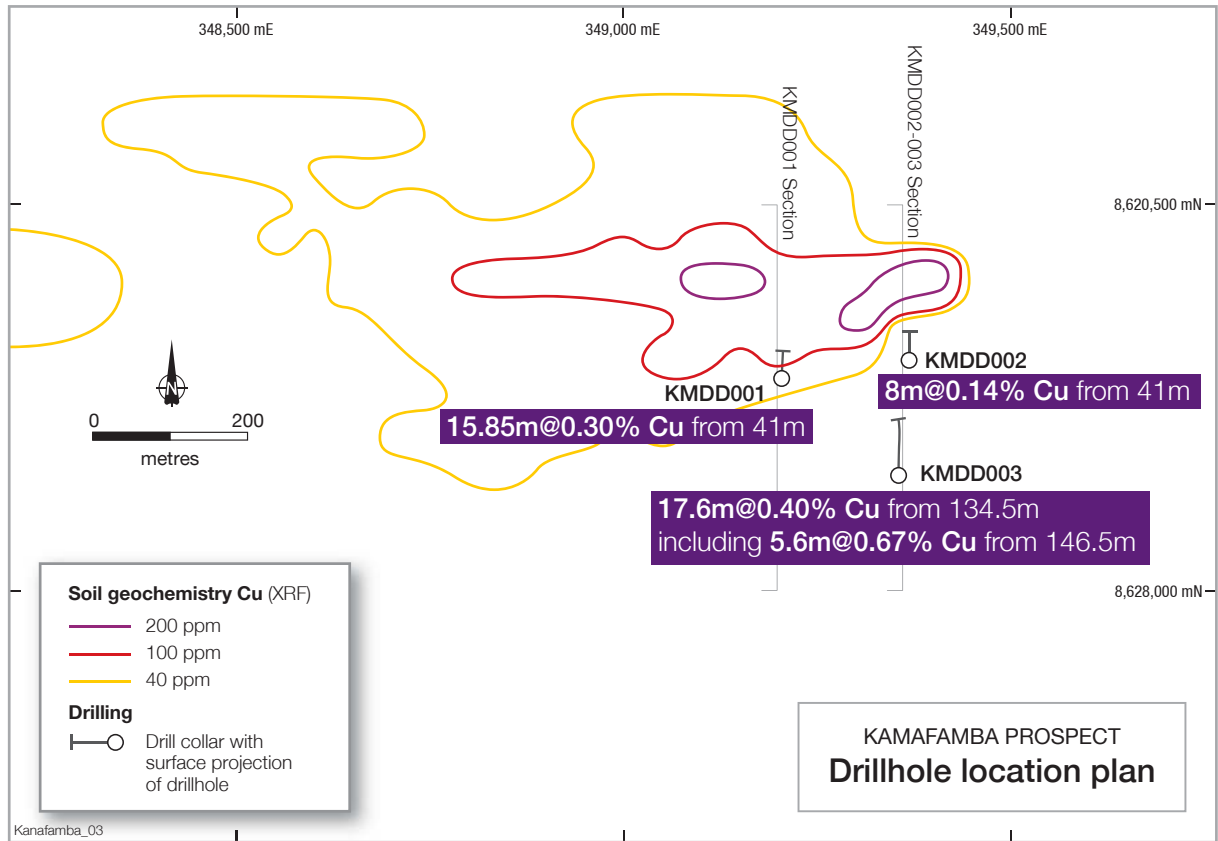 348,500 mE
349,000 mE
349,500 mE
KMDD001 Section
KMDD002-003 Section
8,620,500 mN
N
0 200
metres
KMDD001
15.85m@0.30% Cu from 41m
KMDD002
8m@0.14% Cu from 41m
KMDD003
17.6m@0.40% Cu from 134.5m
including 5.6m@0.67% Cu from 146.5m
8,628,000 mN
Soil geochemistry Cu (XRF)
200 ppm
100 ppm
40 ppm
Drilling
Drill collar with
surface projection
of drillhole
KAMAFAMBA PROSPECT
Drillhole location plan
Kanafamba_03